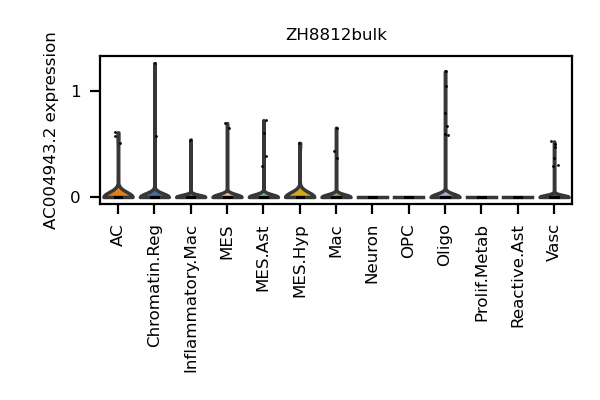 ZH8812bulk
AC004943.2 expression
1
0
AC
Chromatin.Reg
Inflammatory.Mac
MES
MES.Ast
MES.Hyp
Mac
Neuron
OPC
Oligo
Prolif.Metab
Reactive.Ast
Vasc